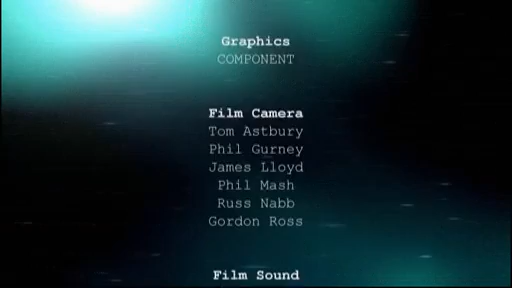 Graphics
COMPONENT
Film Camera
Tom Astbury
Phil Gurney
James Lloyd
Phil Mash
Russ Nabb
Gordon Ross
Film Sound